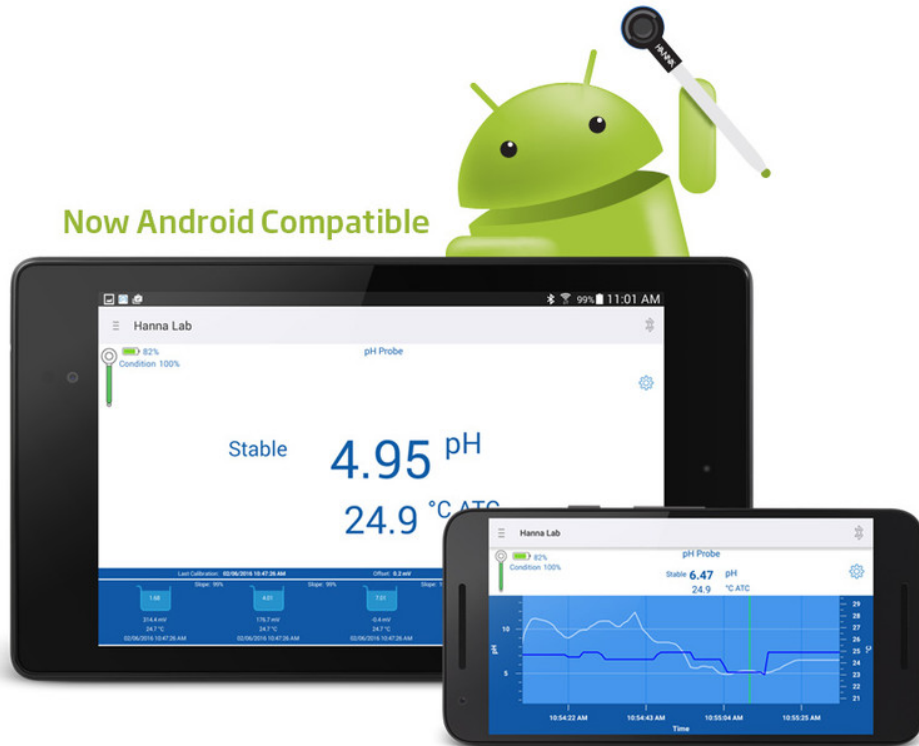 HANNA
Now Android Compatible
99% 11:01 AM
Hanna Lab
82%
Condition 100%
pH Probe
Stable 4.95 pH
24.9 °C ATC
Last Calibration: 02/06/2016 10:47:26 AM Offset: 0.2 mV
Slope: 99% Slope: 99% Slope:
1.68 4.01 7.01
314.4 mV 176.7 mV -0.4 mV
24.7 °C 24.7 °C 24.7 °C
02/06/2016 10:47:26 AM 02/06/2016 10:47:26 AM 02/06/2016 10:47:26 AM
Hanna Lab
82%
Condition 100%
pH Probe
Stable 6.47 pH
24.9 °C ATC
pH
10
5
29
28
27
26
25
24
23
22
21
10:54:22 AM 10:54:43 AM 10:55:04 AM 10:55:25 AM
Time